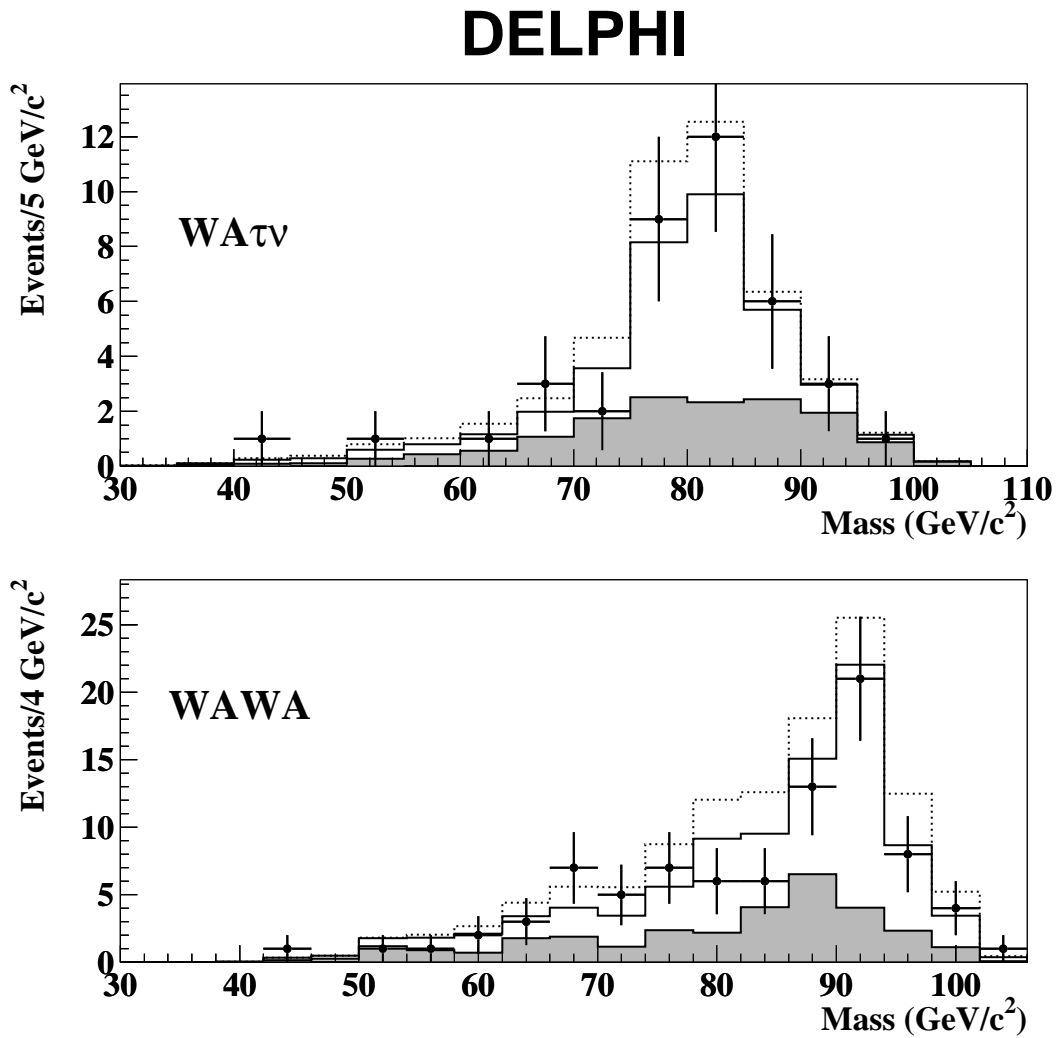 DELPHI
Events/5 GeV/c²
12
10
8
6
4
2
0
WAτν
30 40 50 60 70 80 90 100 110
Mass (GeV/c²)
Events/4 GeV/c²
25
20
15
10
5
0
WAWA
30 40 50 60 70 80 90 100
Mass (GeV/c²)